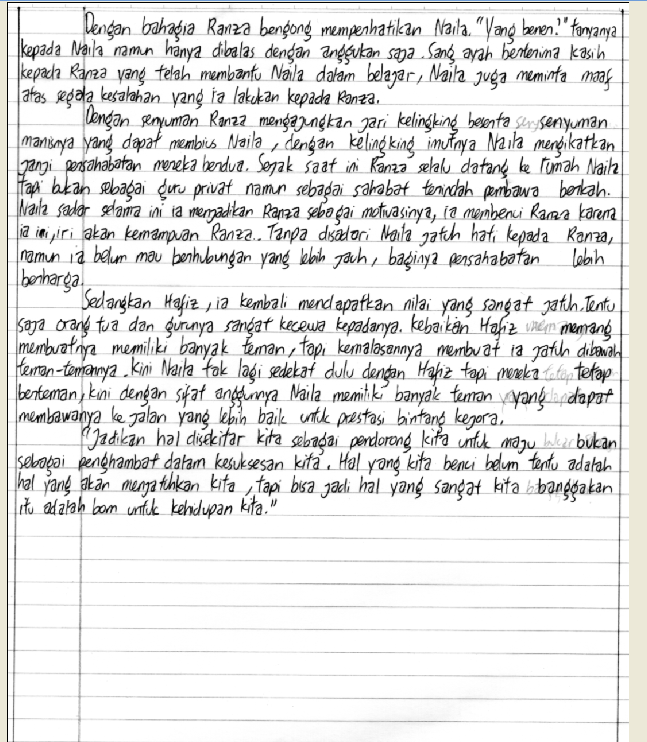 Dengan bahagia Ranza bengong memperhatikan Naila. "Yang bener?" tanyanya
kepada Naila namun hanya dibalas dengan anggukan saja. Sang ayah berterima kasih
kepada Ranza yang telah membantu Naila dalam belajar, Naila juga meminta maaf
atas segala kesalahan yang ia lakukan kepada Ranza.
Dengan senyuman Ranza mengajungkan jari kelingking beserta senyuman
manisnya yang dapat membius Naila, dengan kelingking imutnya Naila mengikatkan
janji persahabatan mereka berdua. Sejak saat ini Ranza selalu datang ke rumah Naila
tapi bukan sebagai guru privat namun sebagai sahabat terindah pembawa berkah.
Naila sadar selama ini ia menjadikan Ranza sebagai motivasinya, ia membenci Ranza karena
ia iri, iri akan kemampuan Ranza.. Tanpa disadari Naila jatuh hati kepada Ranza,
namun ia belum mau berhubungan yang lebih jauh, baginya persahabatan lebih
berharga.
Sedangkan Hafiz, ia kembali mendapatkan nilai yang sangat jatuh. Tentu
saja orang tua dan gurunya sangat kecewa kepadanya. Kebaikan Hafiz memang
membuatnya memiliki banyak teman, tapi kemalasannya membuat ia jatuh dibawah
teman-temannya. Kini Naila tak lagi sedekat dulu dengan Hafiz tapi mereka tetap
berteman, kini dengan sifat anggunnya Naila memiliki banyak teman yang dapat
membawanya ke jalan yang lebih baik untuk prestasi bintang kejora.
"Jadikan hal disekitar kita sebagai pendorong kita untuk maju bukan
sebagai penghambat dalam kesuksesan kita. Hal yang kita benci belum tentu adalah
hal yang akan menjatuhkan kita, tapi bisa jadi hal yang sangat kita banggakan
itu adalah bom untuk kehidupan kita."